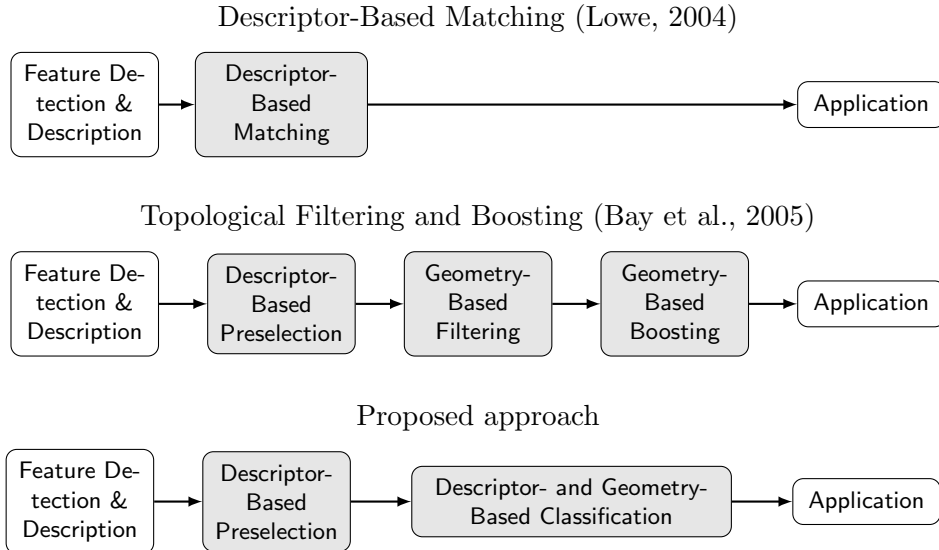 Descriptor-Based Matching (Lowe, 2004)
Feature De-
tection &
Description
Descriptor-
Based
Matching
Application
Topological Filtering and Boosting (Bay et al., 2005)
Feature De-
tection &
Description
Descriptor-
Based
Preselection
Geometry-
Based
Filtering
Geometry-
Based
Boosting
Application
Proposed approach
Feature De-
tection &
Description
Descriptor-
Based
Preselection
Descriptor- and Geometry-
Based Classification
Application